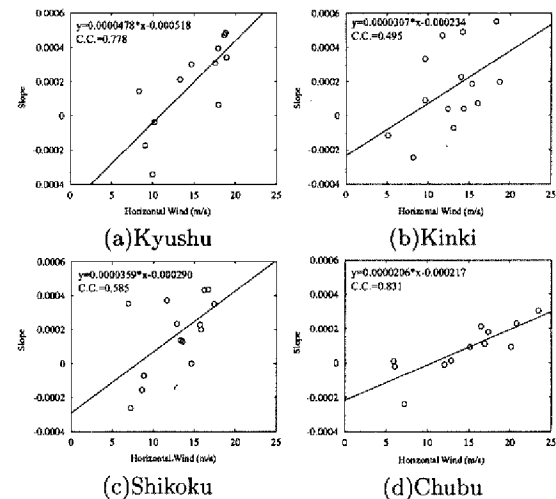 y=0.0000478*x-0.000518
C.C.=0.778
0.0006
0.0004
0.0002
0
0.0002
0.0004
Slope
0 5 10 15 20 25
Horizontal Wind (m/s)
(a)Kyushu
y=0.0000307*x-0.000234
C.C.=0.495
0.0006
0.0004
0.0002
0
-0.0002
0.0004
Slope
0 5 10 15 20 25
Horizontal Wind (m/s)
(b)Kinki
y=0.0000359*x-0.000290
C.C.=0.585
0.0006
0.0004
0.0002
0
-0.0002
-0.0004
Slope
0 5 10 15 20 25
Horizontal Wind (m/s)
(c)Shikoku
y=0.0000206*x-0.000217
C.C.=0.831
0.0006
0.0004
0.0002
0
-0.0002
-0.0004
Slope
0 5 10 15 20 25
Horizontal Wind (m/s)
(d)Chubu